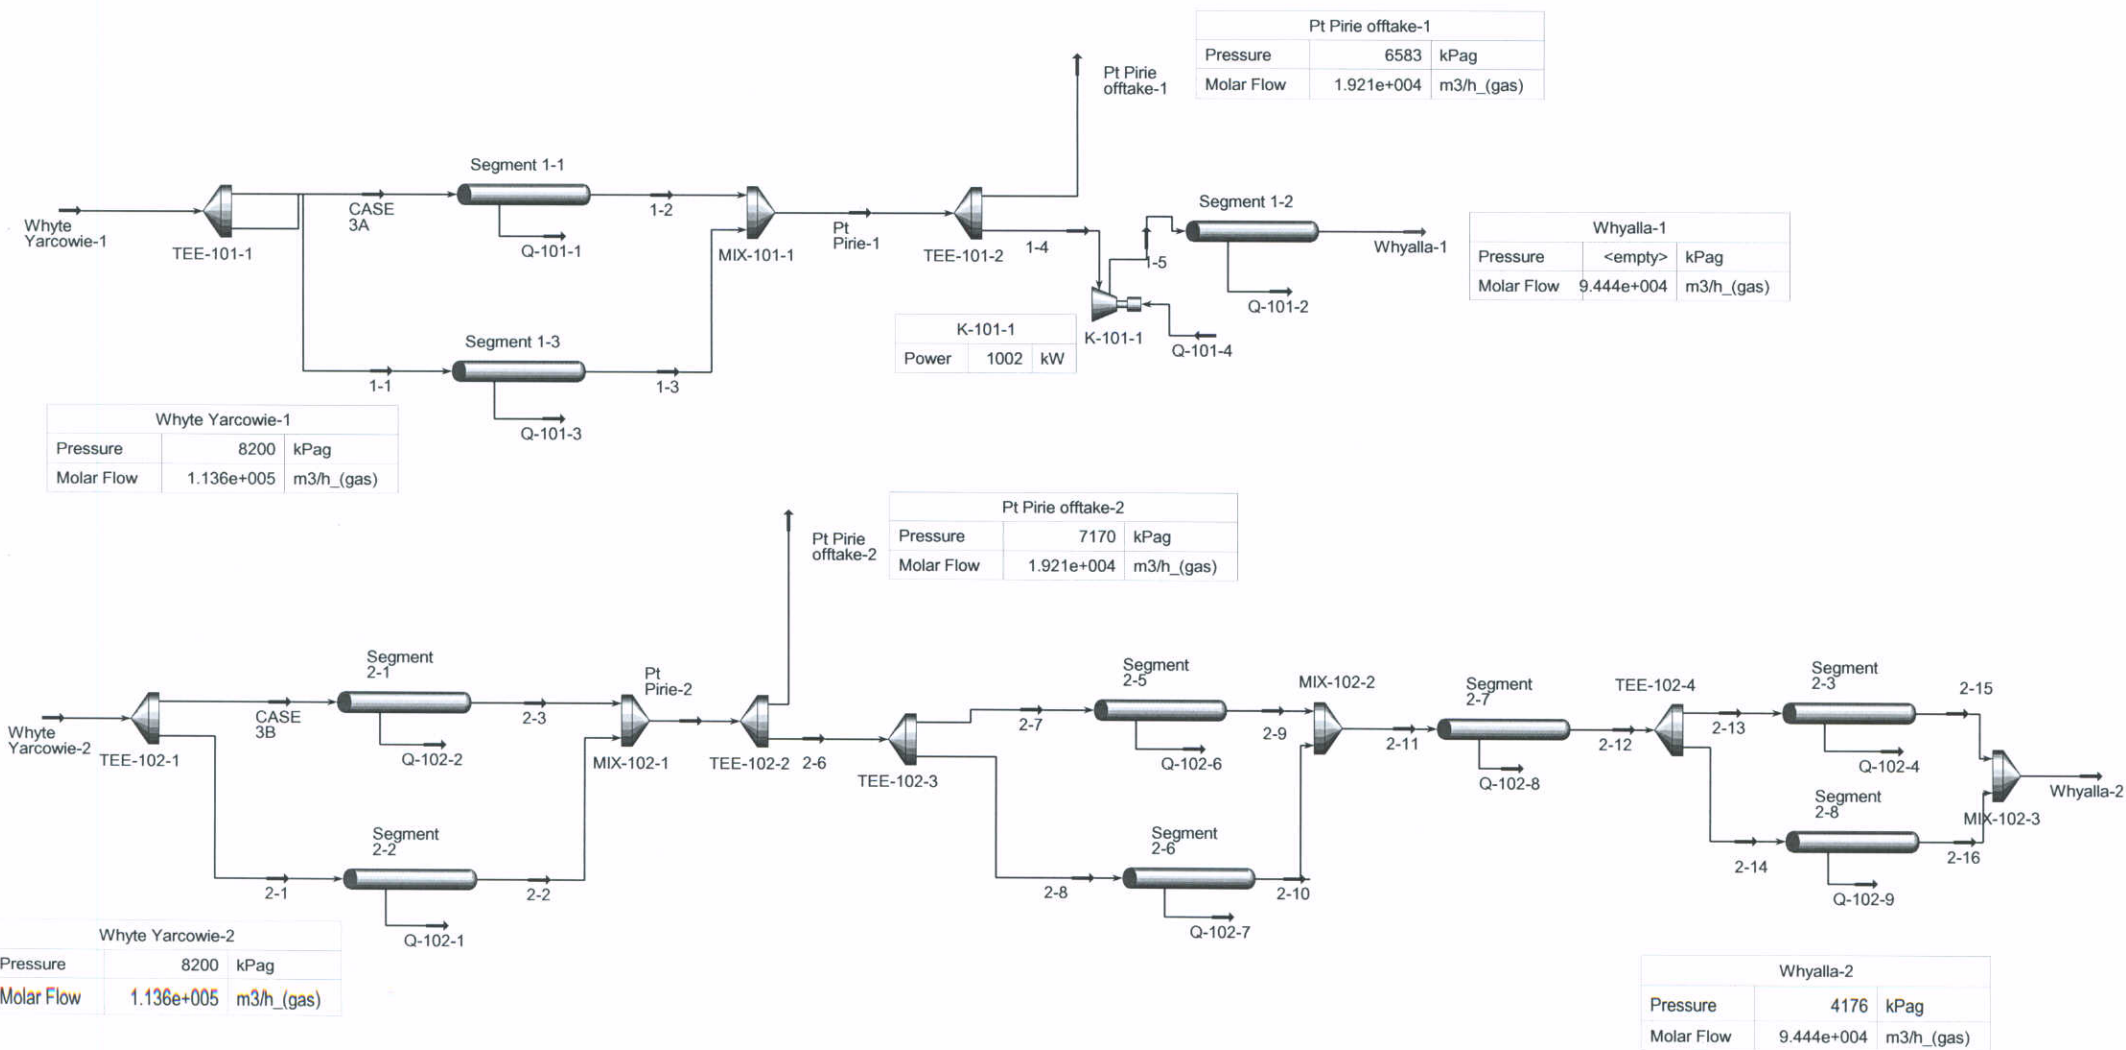 Pt Pirie offtake-1
Pressure 6583 kPag
Molar Flow 1.921e+004 m3/h_(gas)
Pt Pirie
offtake-1
Segment 1-1
CASE
3A
1-2
Whyte
Yarcowie-1
TEE-101-1
Q-101-1
MIX-101-1
Pt
Pirie-1
TEE-101-2
1-4
1-5
Segment 1-2
Whyalla-1
Q-101-2
Whyalla-1
Pressure <empty> kPag
Molar Flow 9.444e+004 m3/h_(gas)
K-101-1
Power 1002 kW
K-101-1
Q-101-4
Segment 1-3
1-1
1-3
Q-101-3
Whyte Yarcowie-1
Pressure 8200 kPag
Molar Flow 1.136e+005 m3/h_(gas)
Pt Pirie offtake-2
Pressure 7170 kPag
Molar Flow 1.921e+004 m3/h_(gas)
Pt Pirie
offtake-2
Segment
2-1
CASE
3B
2-3
Whyte
Yarcowie-2
TEE-102-1
Q-102-2
MIX-102-1
Pt
Pirie-2
TEE-102-2
2-6
TEE-102-3
Segment
2-5
2-7
2-9
Q-102-6
MIX-102-2
2-11
Segment
2-7
2-12
Q-102-8
TEE-102-4
2-13
Segment
2-3
2-15
Q-102-4
Whyalla-2
Segment
2-8
MIX-102-3
2-14
2-16
Q-102-9
Segment
2-2
2-1
2-2
Q-102-1
Segment
2-6
2-8
2-10
Q-102-7
Whyte Yarcowie-2
Pressure 8200 kPag
Molar Flow 1.136e+005 m3/h_(gas)
Whyalla-2
Pressure 4176 kPag
Molar Flow 9.444e+004 m3/h_(gas)